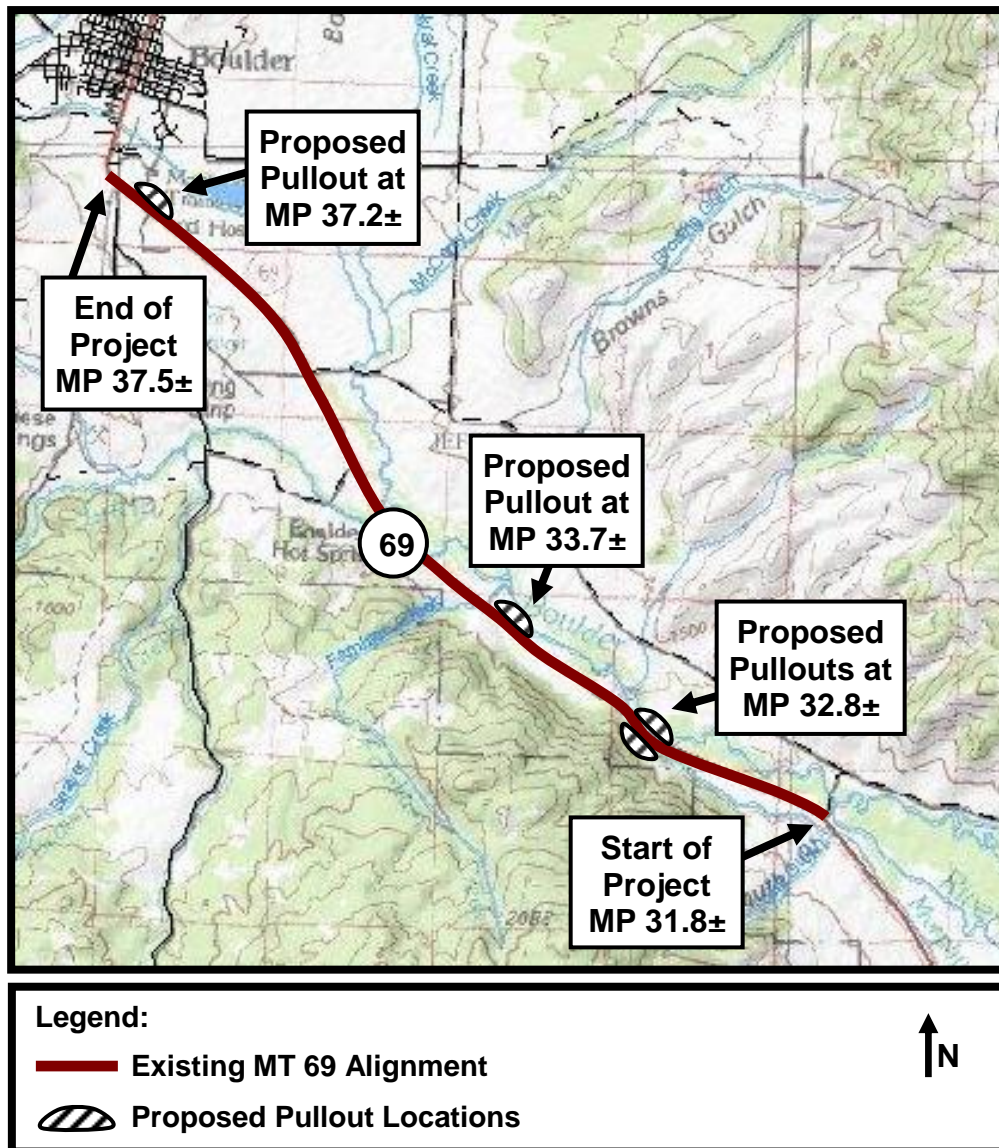 Boulder
Proposed
Pullout at
MP 37.2±
End of
Project
MP 37.5±
McCarty Creek
Browns Gulch
Proposed
Pullout at
MP 33.7±
69
Hot
Proposed
Pullouts at
MP 32.8±
Start of
Project
MP 31.8±
Legend:
Existing MT 69 Alignment
Proposed Pullout Locations
N